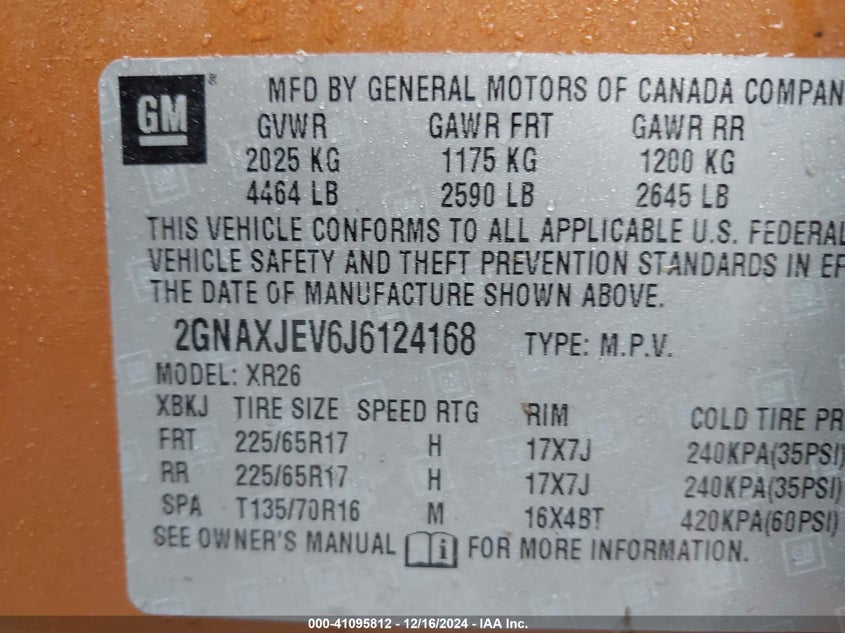 GM ® MFD BY GENERAL MOTORS OF CANADA COMPAN
GVWR GAWR FRT GAWR RR
2025 KG 1175 KG 1200 KG
4464 LB 2590 LB 2645 LB
THIS VEHICLE CONFORMS TO ALL APPLICABLE U.S. FEDERAL
VEHICLE SAFETY AND THEFT PREVENTION STANDARDS IN EF
THE DATE OF MANUFACTURE SHOWN ABOVE.
2GNAXJEV6J6124168 TYPE: M.P.V.
MODEL: XR26
XBKJ TIRE SIZE SPEED RTG RIM COLD TIRE PR
FRT 225/65R17 H 17X7J 240KPA(35PSI)
RR 225/65R17 H 17X7J 240KPA(35PSI)
SPA T135/70R16 M 16X4BT 420KPA(60PSI)
SEE OWNER'S MANUAL i FOR MORE INFORMATION.
000-41095812 - 12/16/2024 - IAA Inc.